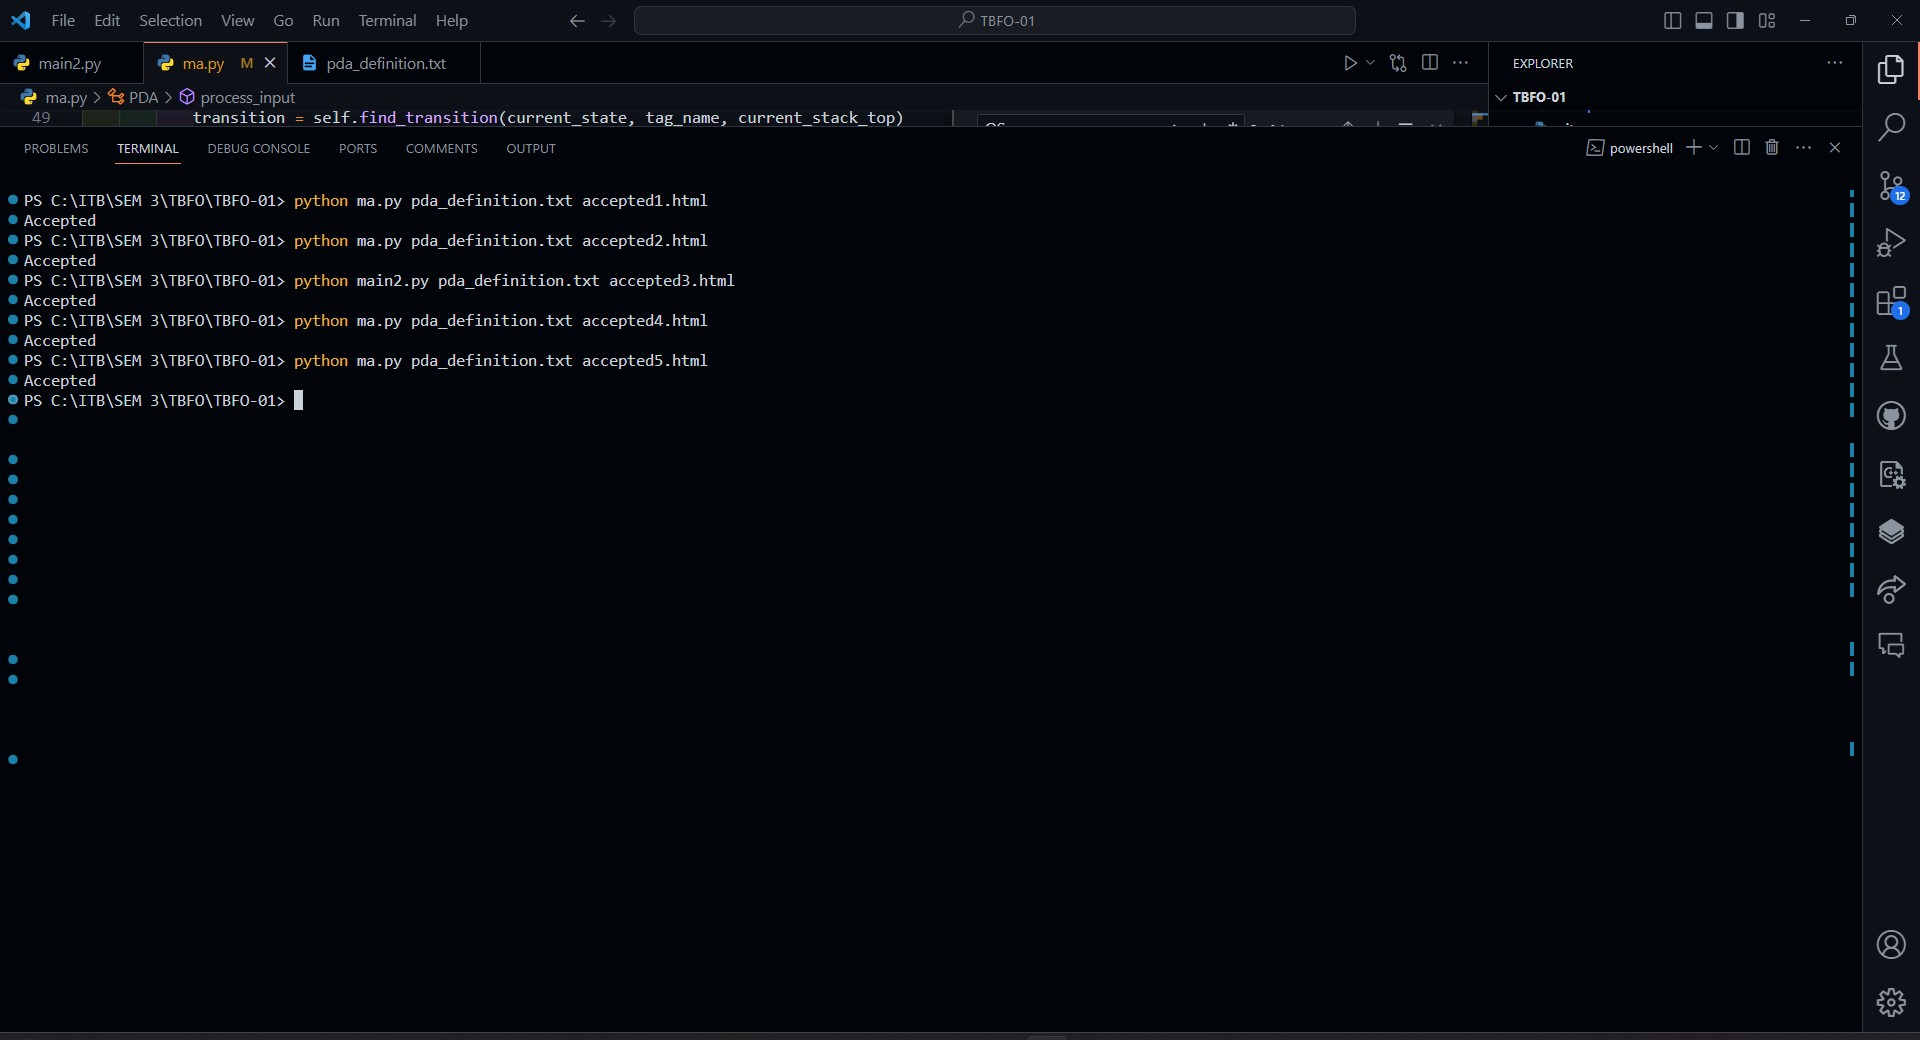 File Edit Selection View Go Run Terminal Help TBFO-01
main2.py ma.py M pda_definition.txt EXPLORER
ma.py > PDA > process_input TBFO-01
49 transition = self.find_transition(current_state, tag_name, current_stack_top)
PROBLEMS TERMINAL DEBUG CONSOLE PORTS COMMENTS OUTPUT powershell
PS C:\ITB\SEM 3\TBFO\TBFO-01> python ma.py pda_definition.txt accepted1.html
Accepted
PS C:\ITB\SEM 3\TBFO\TBFO-01> python ma.py pda_definition.txt accepted2.html
Accepted
PS C:\ITB\SEM 3\TBFO\TBFO-01> python main2.py pda_definition.txt accepted3.html
Accepted
PS C:\ITB\SEM 3\TBFO\TBFO-01> python ma.py pda_definition.txt accepted4.html
Accepted
PS C:\ITB\SEM 3\TBFO\TBFO-01> python ma.py pda_definition.txt accepted5.html
Accepted
PS C:\ITB\SEM 3\TBFO\TBFO-01>
12
1